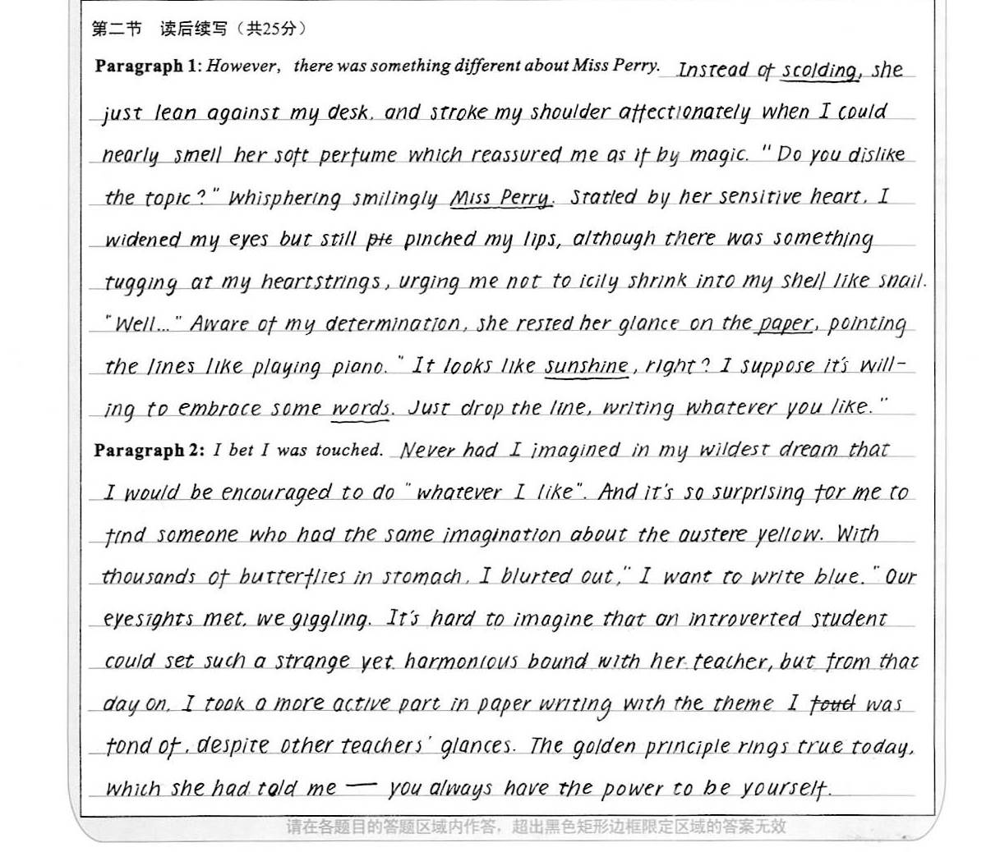 第二节 读后续写（共25分）
Paragraph 1: However, there was something different about Miss Perry. Instead of scolding, she
just lean against my desk, and stroke my shoulder affectionately when I could
nearly smell her soft perfume which reassured me as if by magic. "Do you dislike
the topic?" Whisphering smilingly Miss Perry. Statled by her sensitive heart, I
widened my eyes but still pit pinched my lips, although there was something
tugging at my heartstrings, urging me not to icily shrink into my shell like snail.
"Well..." Aware of my determination, she rested her glance on the paper, pointing
the lines like playing piano. "It looks like sunshine, right? I suppose it's will-
ing to embrace some words. Just drop the line, writing whatever you like."
Paragraph 2: I bet I was touched. Never had I imagined in my wildest dream that
I would be encouraged to do "whatever I like". And it's so surprising for me to
find someone who had the same imagination about the austere yellow. With
thousands of butterflies in stomach, I blurted out," I want to write blue." Our
eyesights met, we giggling. It's hard to imagine that an introverted student
could set such a strange yet harmonious bound with her teacher, but from that
day on, I took a more active part in paper writing with the theme I foud was
fond of, despite other teachers' glances. The golden principle rings true today,
which she had told me — you always have the power to be yourself.
请在各题目的答题区域内作答，超出黑色矩形边框限定区域的答案无效